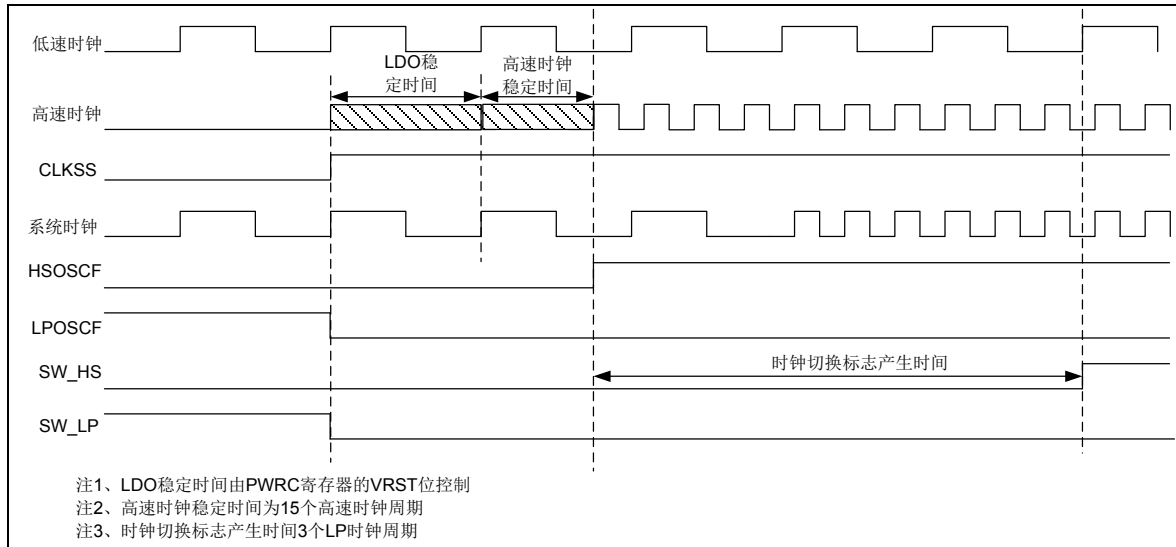 低速时钟
LDO稳
定时间
高速时钟
稳定时间
高速时钟
CLKSS
系统时钟
HSOSCF
LPOSCF
SW_HS
时钟切换标志产生时间
SW_LP
注1、LDO稳定时间由PWRC寄存器的VRST位控制
注2、高速时钟稳定时间为15个高速时钟周期
注3、时钟切换标志产生时间3个LP时钟周期